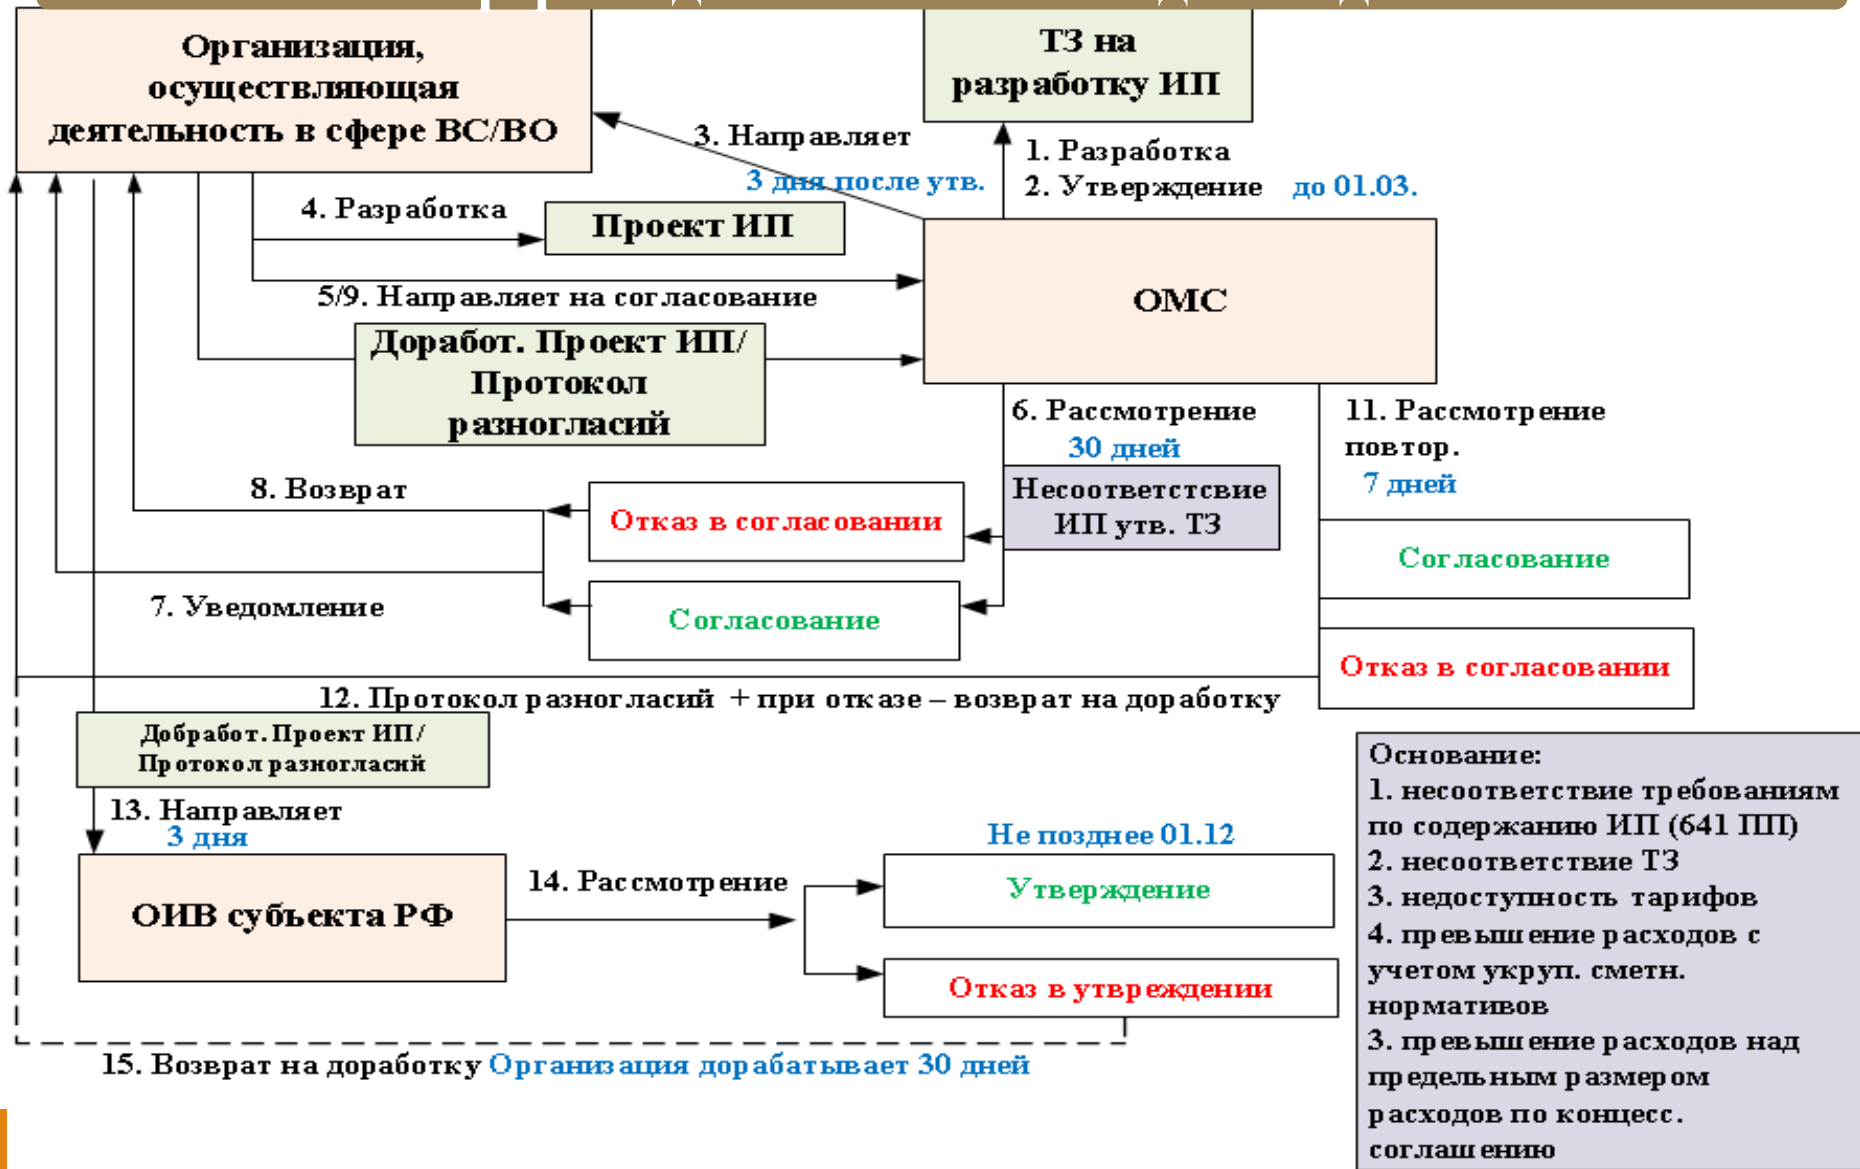 Организация,
осуществляющая
деятельность в сфере ВС/ВО
ТЗ на
разработку ИП
3. Направляет
3 дня после утв.
1. Разработка
2. Утверждение до 01.03.
4. Разработка
Проект ИП
5/9. Направляет на согласование
ОМС
Доработ. Проект ИП/
Протокол
разногласий
6. Рассмотрение
30 дней
11. Рассмотрение
повтор.
7 дней
8. Возврат
Отказ в согласовании
Несоответстсвие
ИП утв. ТЗ
Согласование
7. Уведомление
Согласование
Отказ в согласовании
12. Протокол разногласий + при отказе – возврат на доработку
Добработ. Проект ИП/
Протокол разногласий
13. Направляет
3 дня
ОИВ субъекта РФ
14. Рассмотрение
Не позднее 01.12
Утверждение
Отказ в утвреждении
15. Возврат на доработку Организация дорабатывает 30 дней
Основание:
1. несоответствие требованиям
по содержанию ИП (641 ПП)
2. несоответствие ТЗ
3. недоступность тарифов
4. превышение расходов с
учетом укруп. сметн.
нормативов
3. превышение расходов над
предельным размером
расходов по концесс.
соглашению